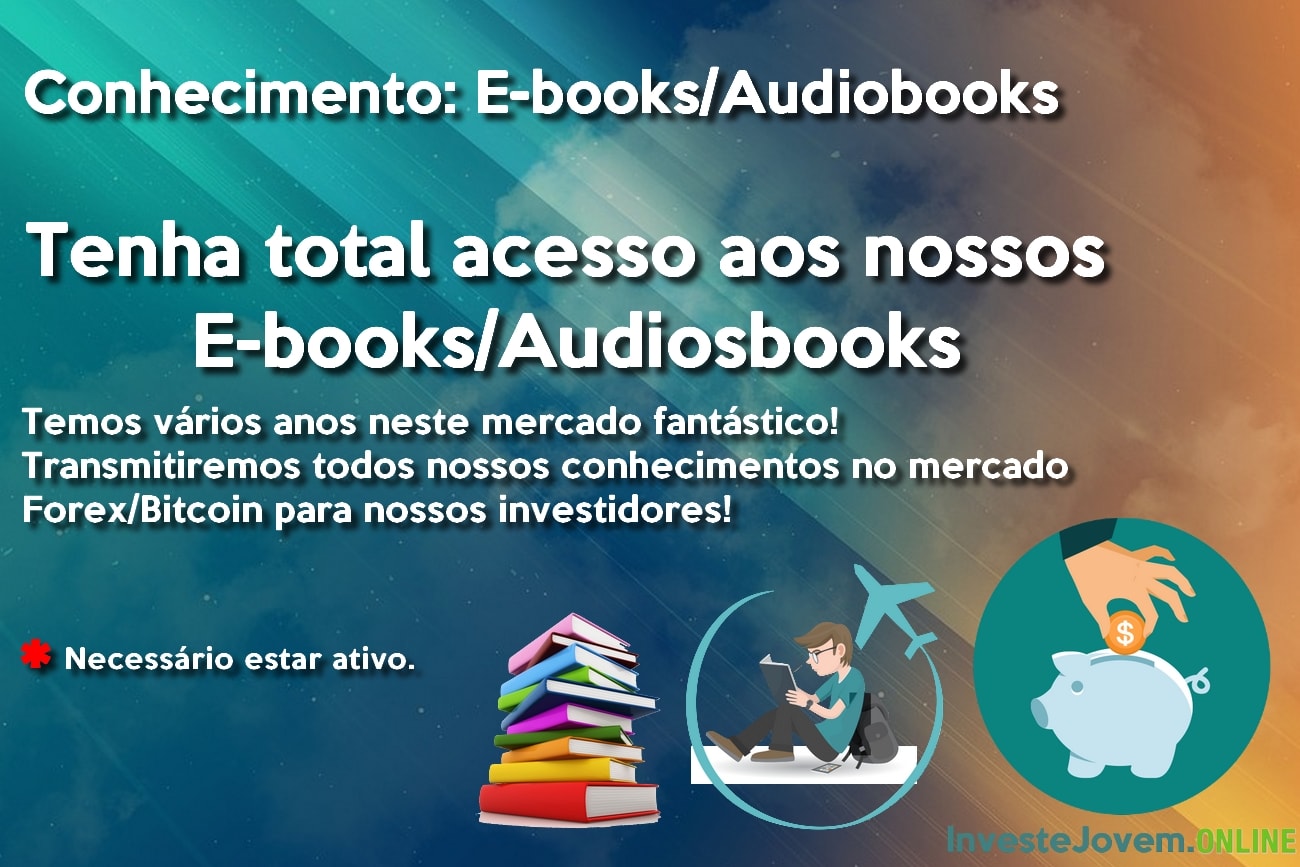 Conhecimento: E-books/Audiobooks
Tenha total acesso aos nossos
E-books/Audiosbooks
Temos vários anos neste mercado fantástico!
Transmitiremos todos nossos conhecimentos no mercado
Forex/Bitcoin para nossos investidores!
* Necessário estar ativo.
$
InvesteJovem.ONLINE